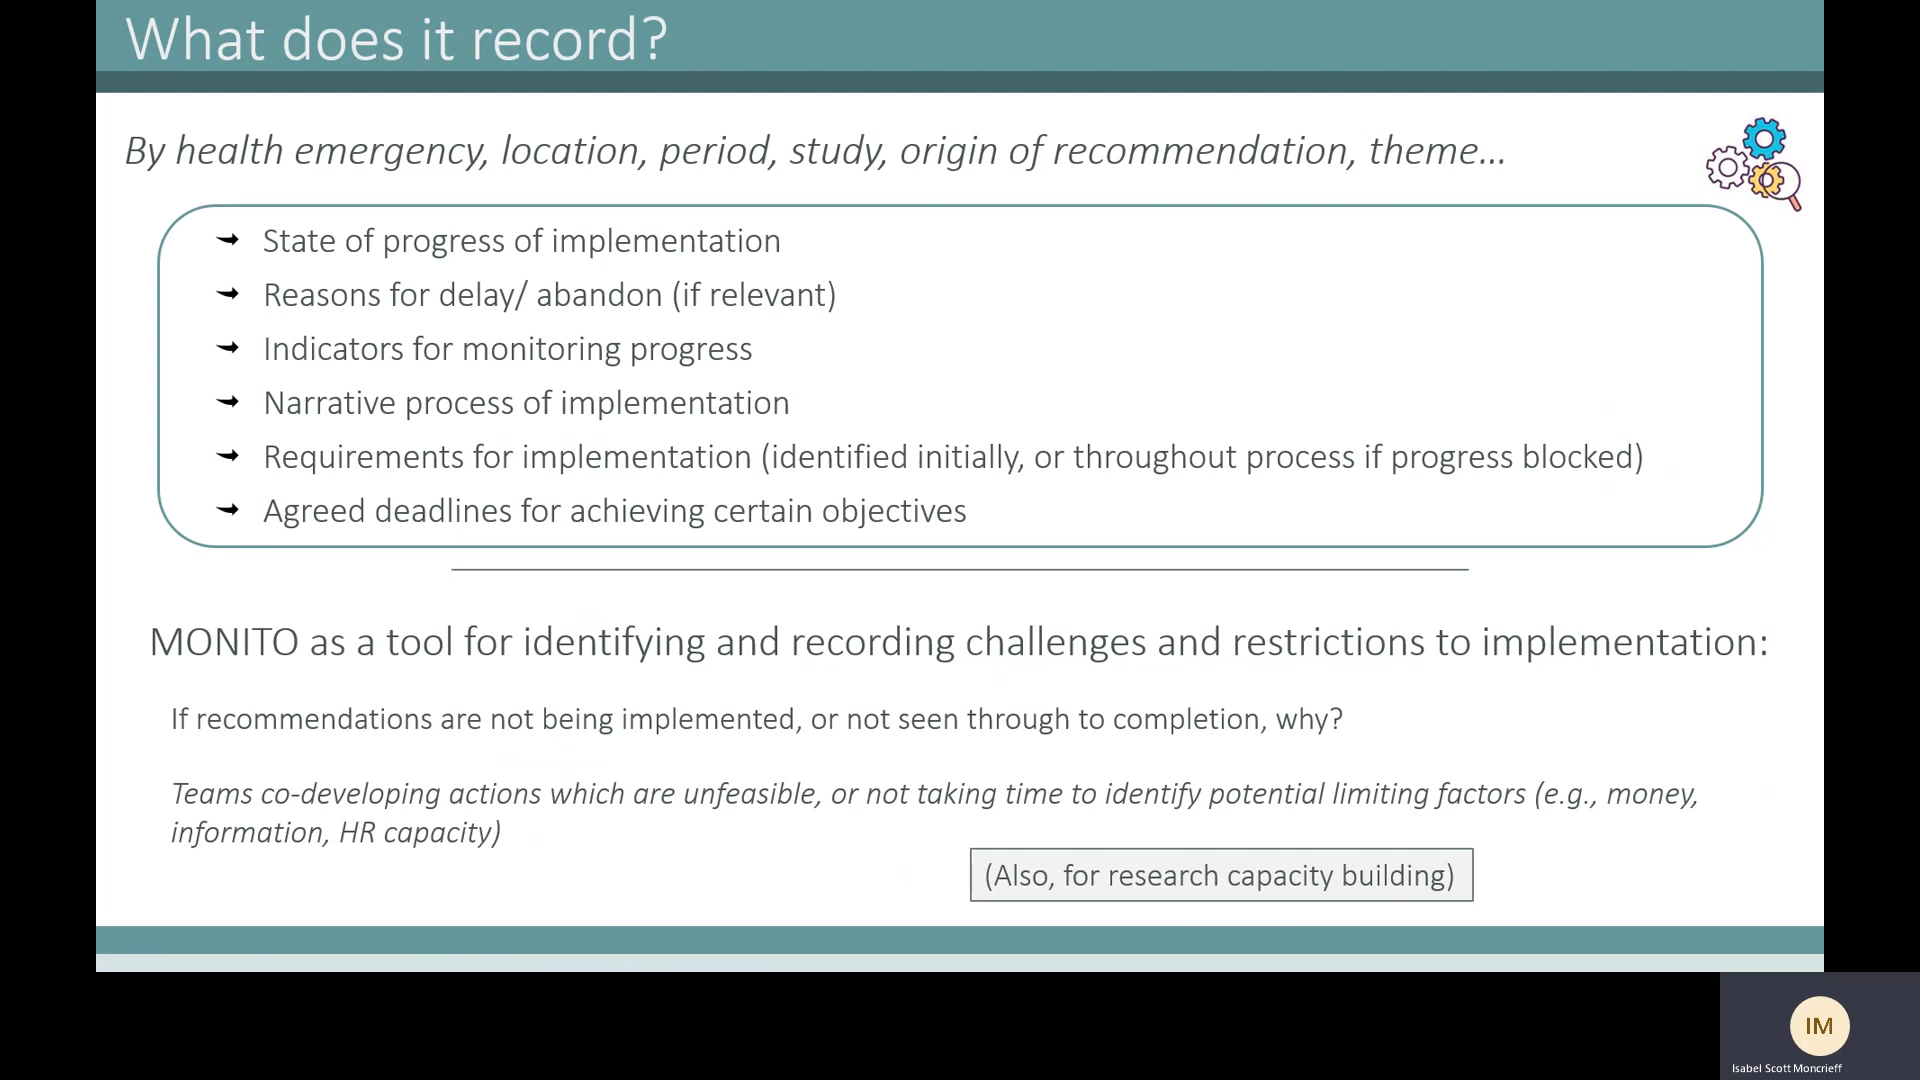 What does it record?
By health emergency, location, period, study, origin of recommendation, theme...
→ State of progress of implementation
→ Reasons for delay/ abandon (if relevant)
→ Indicators for monitoring progress
→ Narrative process of implementation
→ Requirements for implementation (identified initially, or throughout process if progress blocked)
→ Agreed deadlines for achieving certain objectives
MONITO as a tool for identifying and recording challenges and restrictions to implementation:
If recommendations are not being implemented, or not seen through to completion, why?
Teams co-developing actions which are unfeasible, or not taking time to identify potential limiting factors (e.g., money,
information, HR capacity)
(Also, for research capacity building)
IM
Isabel Scott Moncrieff